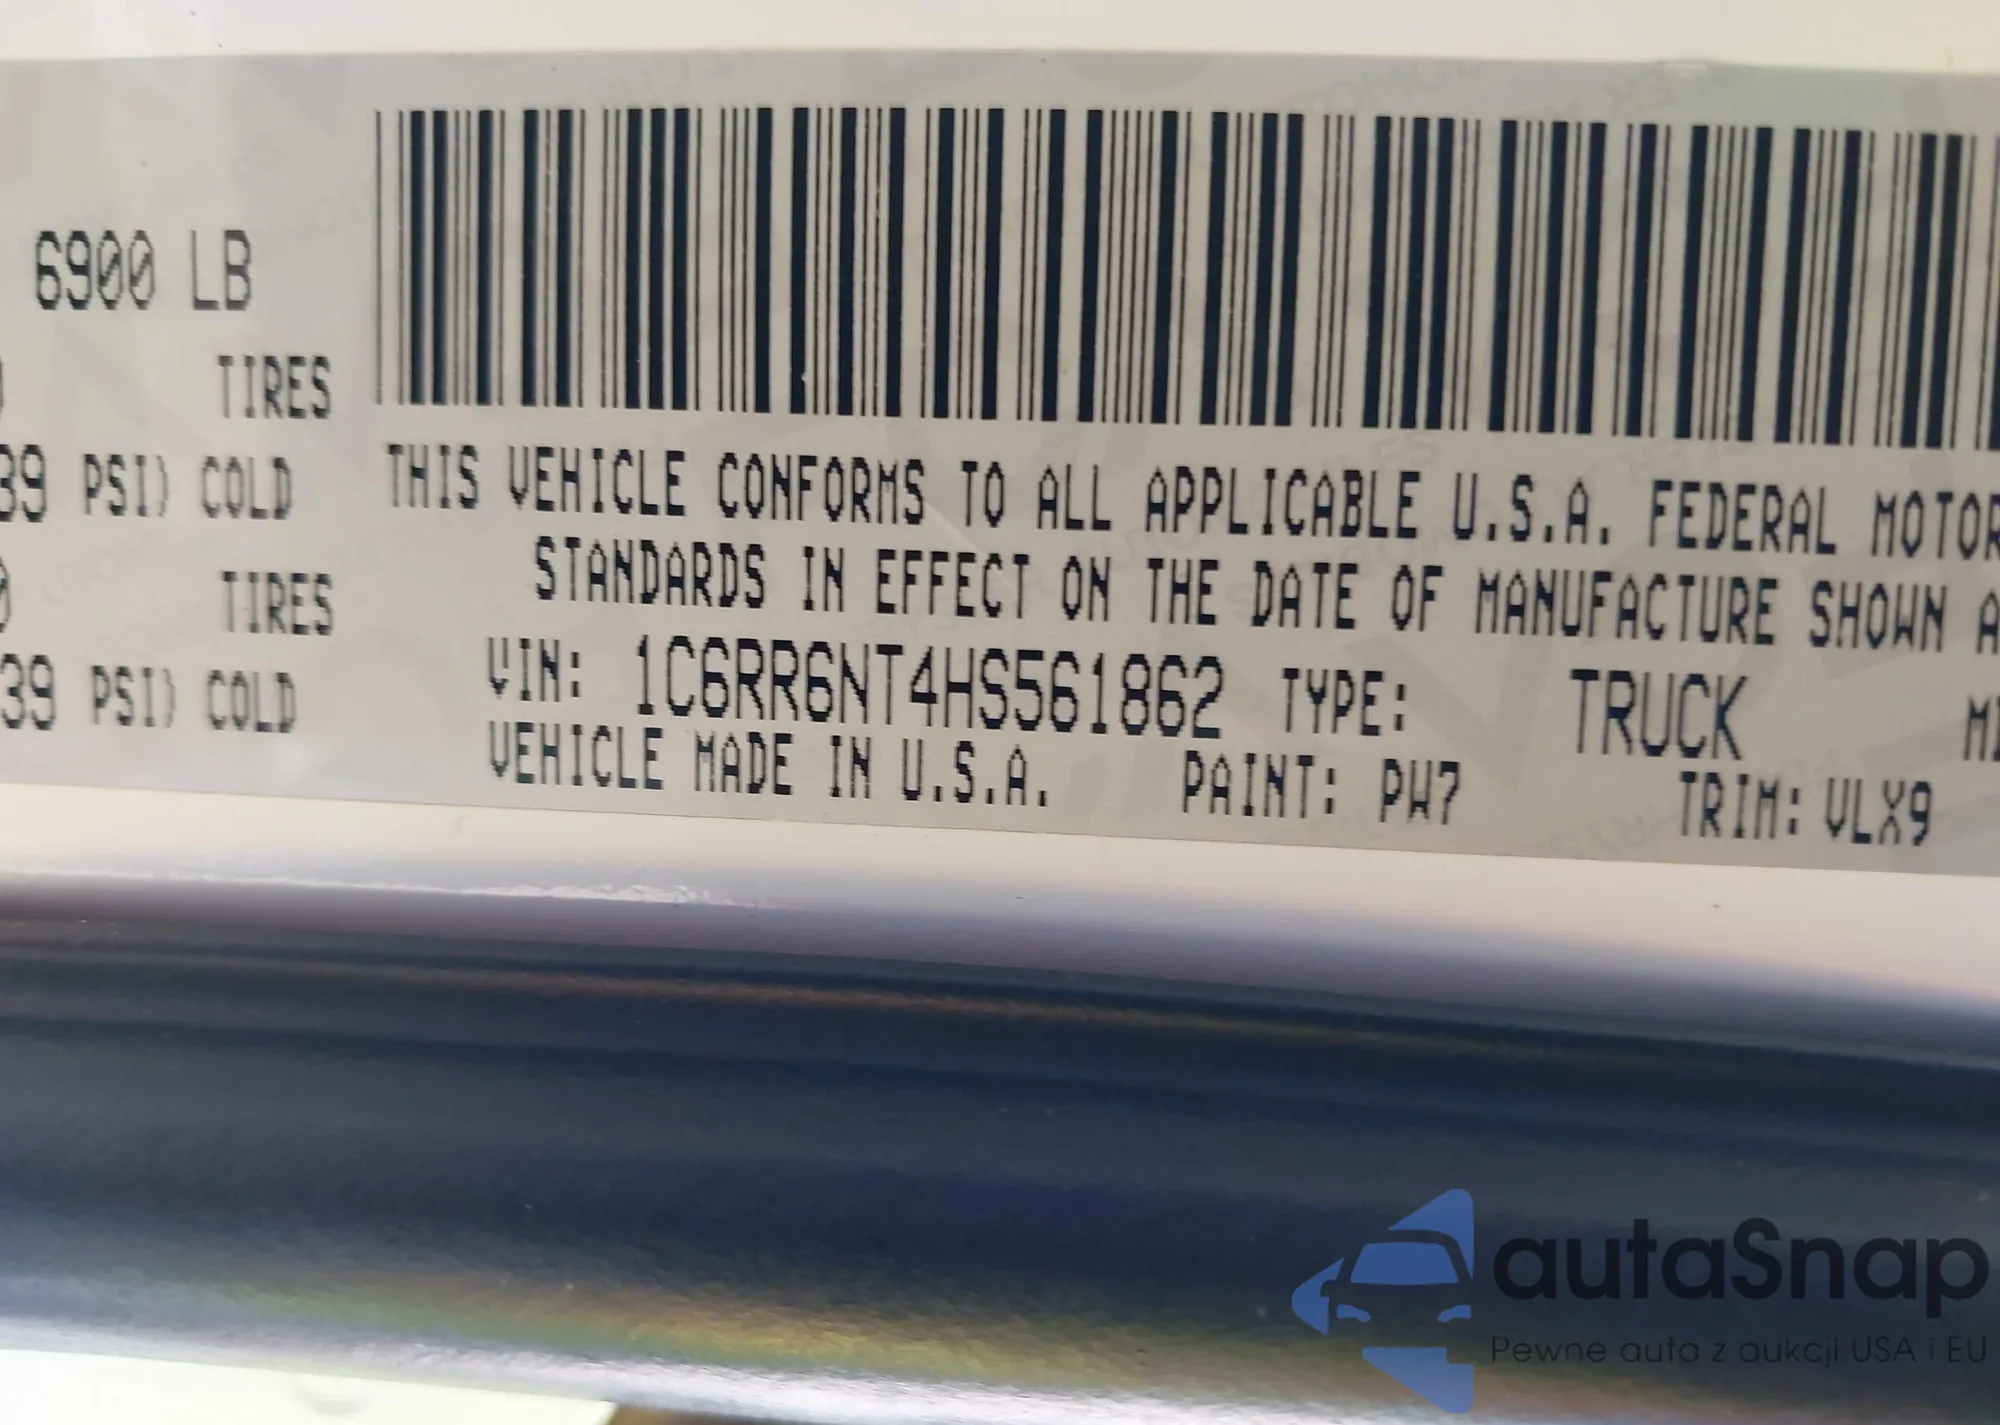 6900 LB
TIRES
39 PSI) COLD
TIRES
39 PSI) COLD
THIS VEHICLE CONFORMS TO ALL APPLICABLE U.S.A. FEDERAL MOTOR
STANDARDS IN EFFECT ON THE DATE OF MANUFACTURE SHOWN A
VIN: 1C6RR6NT4HS561862 TYPE: TRUCK
VEHICLE MADE IN U.S.A. PAINT: PW7 TRIM: VLX9
autaSnap
Pewne auta z aukcji USA i EU